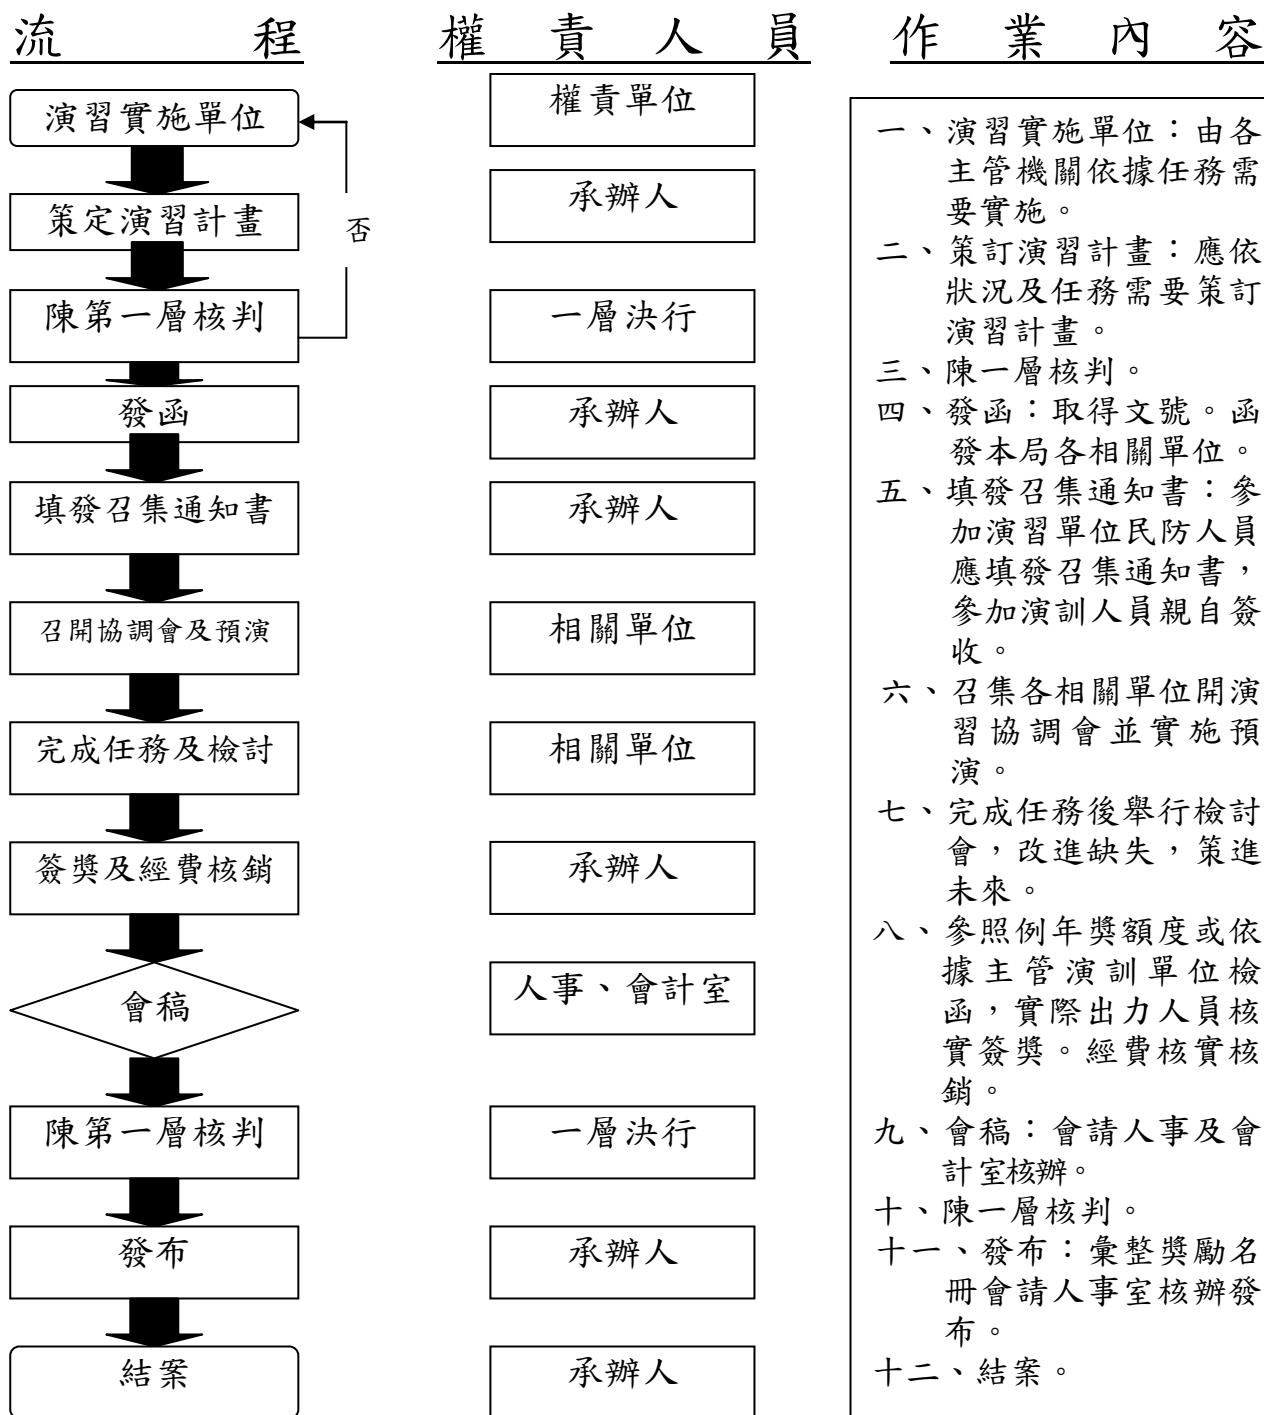 流程
權責人員
作業內容
演習實施單位
策定演習計畫
否
陳第一層核判
發函
填發召集通知書
召開協調會及預演
完成任務及檢討
簽獎及經費核銷
會稿
陳第一層核判
發布
結案
權責單位
承辦人
一層決行
承辦人
承辦人
相關單位
相關單位
承辦人
人事、會計室
一層決行
承辦人
承辦人
一、演習實施單位：由各
主管機關依據任務需
要實施。
二、策訂演習計畫：應依
狀況及任務需要策訂
演習計畫。
三、陳一層核判。
四、發函：取得文號。函
發本局各相關單位。
五、填發召集通知書：參
加演習單位民防人員
應填發召集通知書，
參加演訓人員親自簽
收。
六、召集各相關單位開演
習協調會並實施預
演。
七、完成任務後舉行檢討
會，改進缺失，策進
未來。
八、參照例年獎額度或依
據主管演訓單位檢
函，實際出力人員核
實簽獎。經費核實核
銷。
九、會稿：會請人事及會
計室核辦。
十、陳一層核判。
十一、發布：彙整獎勵名
冊會請人事室核辦發
布。
十二、結案。